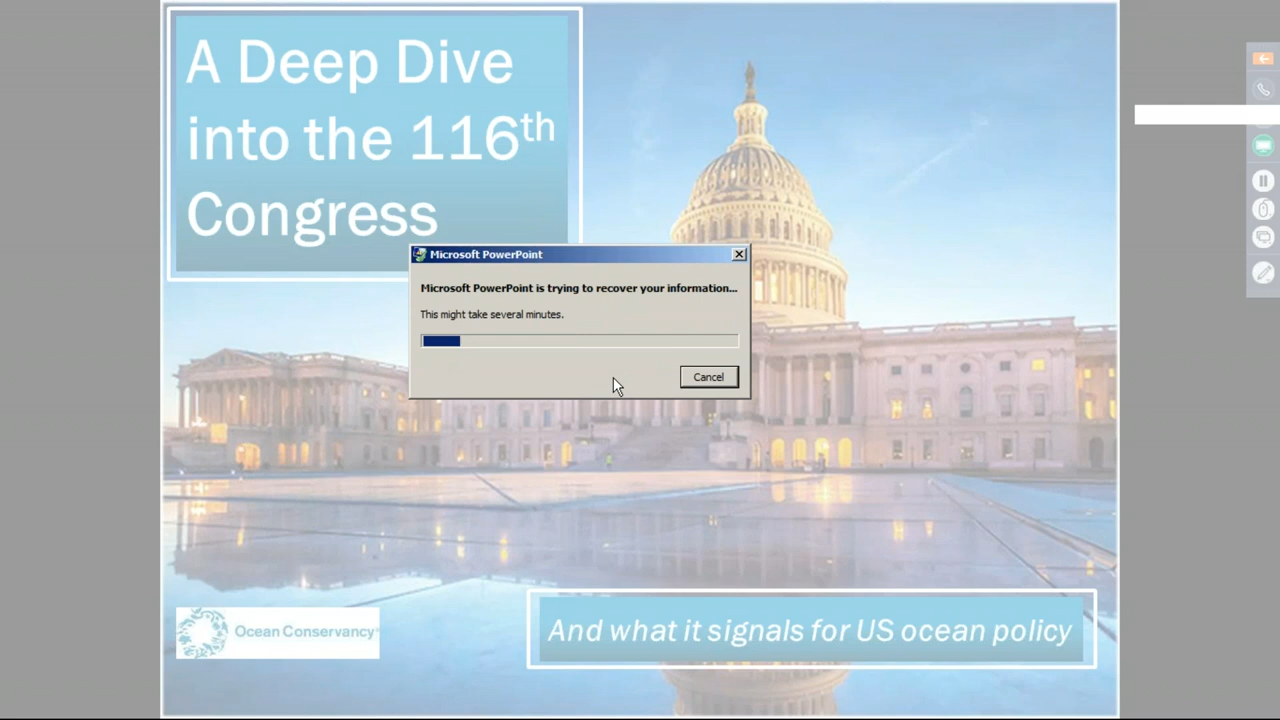 A Deep Dive
into the 116th
Congress
Microsoft PowerPoint
Microsoft PowerPoint is trying to recover your information...
This might take several minutes.
Cancel
Ocean Conservancy®
And what it signals for US ocean policy